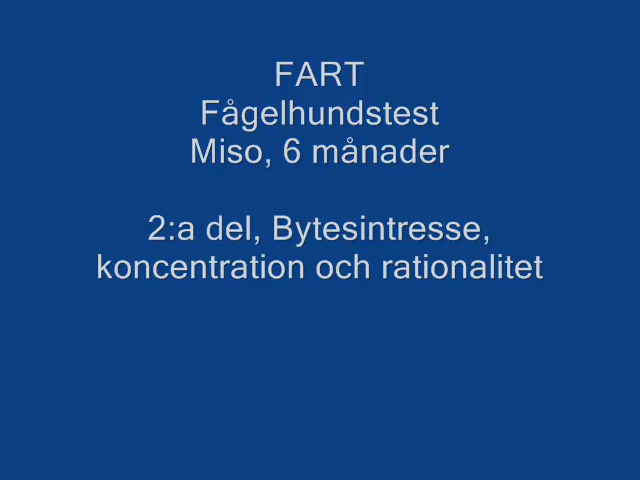 FART
Fågelhundstest
Miso, 6 månader
2:a del, Bytesintresse,
koncentration och rationalitet